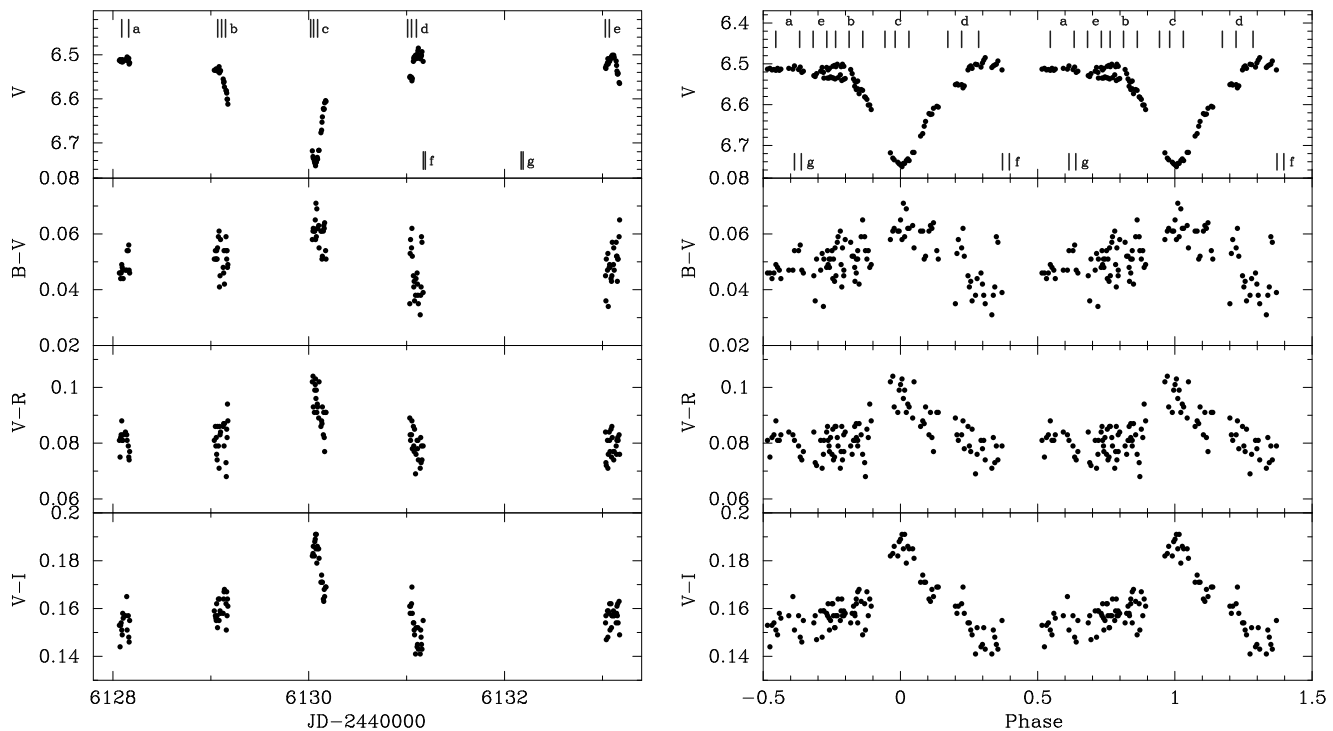 a b c d e
6.5
6.6
6.7
V
f g
0.08
0.06
0.04
0.02
B−V
0.1
0.08
0.06
V−R
0.2
0.18
0.16
0.14
V−I
6128 6130 6132
JD−2440000
a e b c d a e b c d
6.4
6.5
6.6
6.7
V
g f g f
0.08
0.06
0.04
0.02
B−V
0.1
0.08
0.06
V−R
0.2
0.18
0.16
0.14
V−I
−0.5 0 0.5 1 1.5
Phase